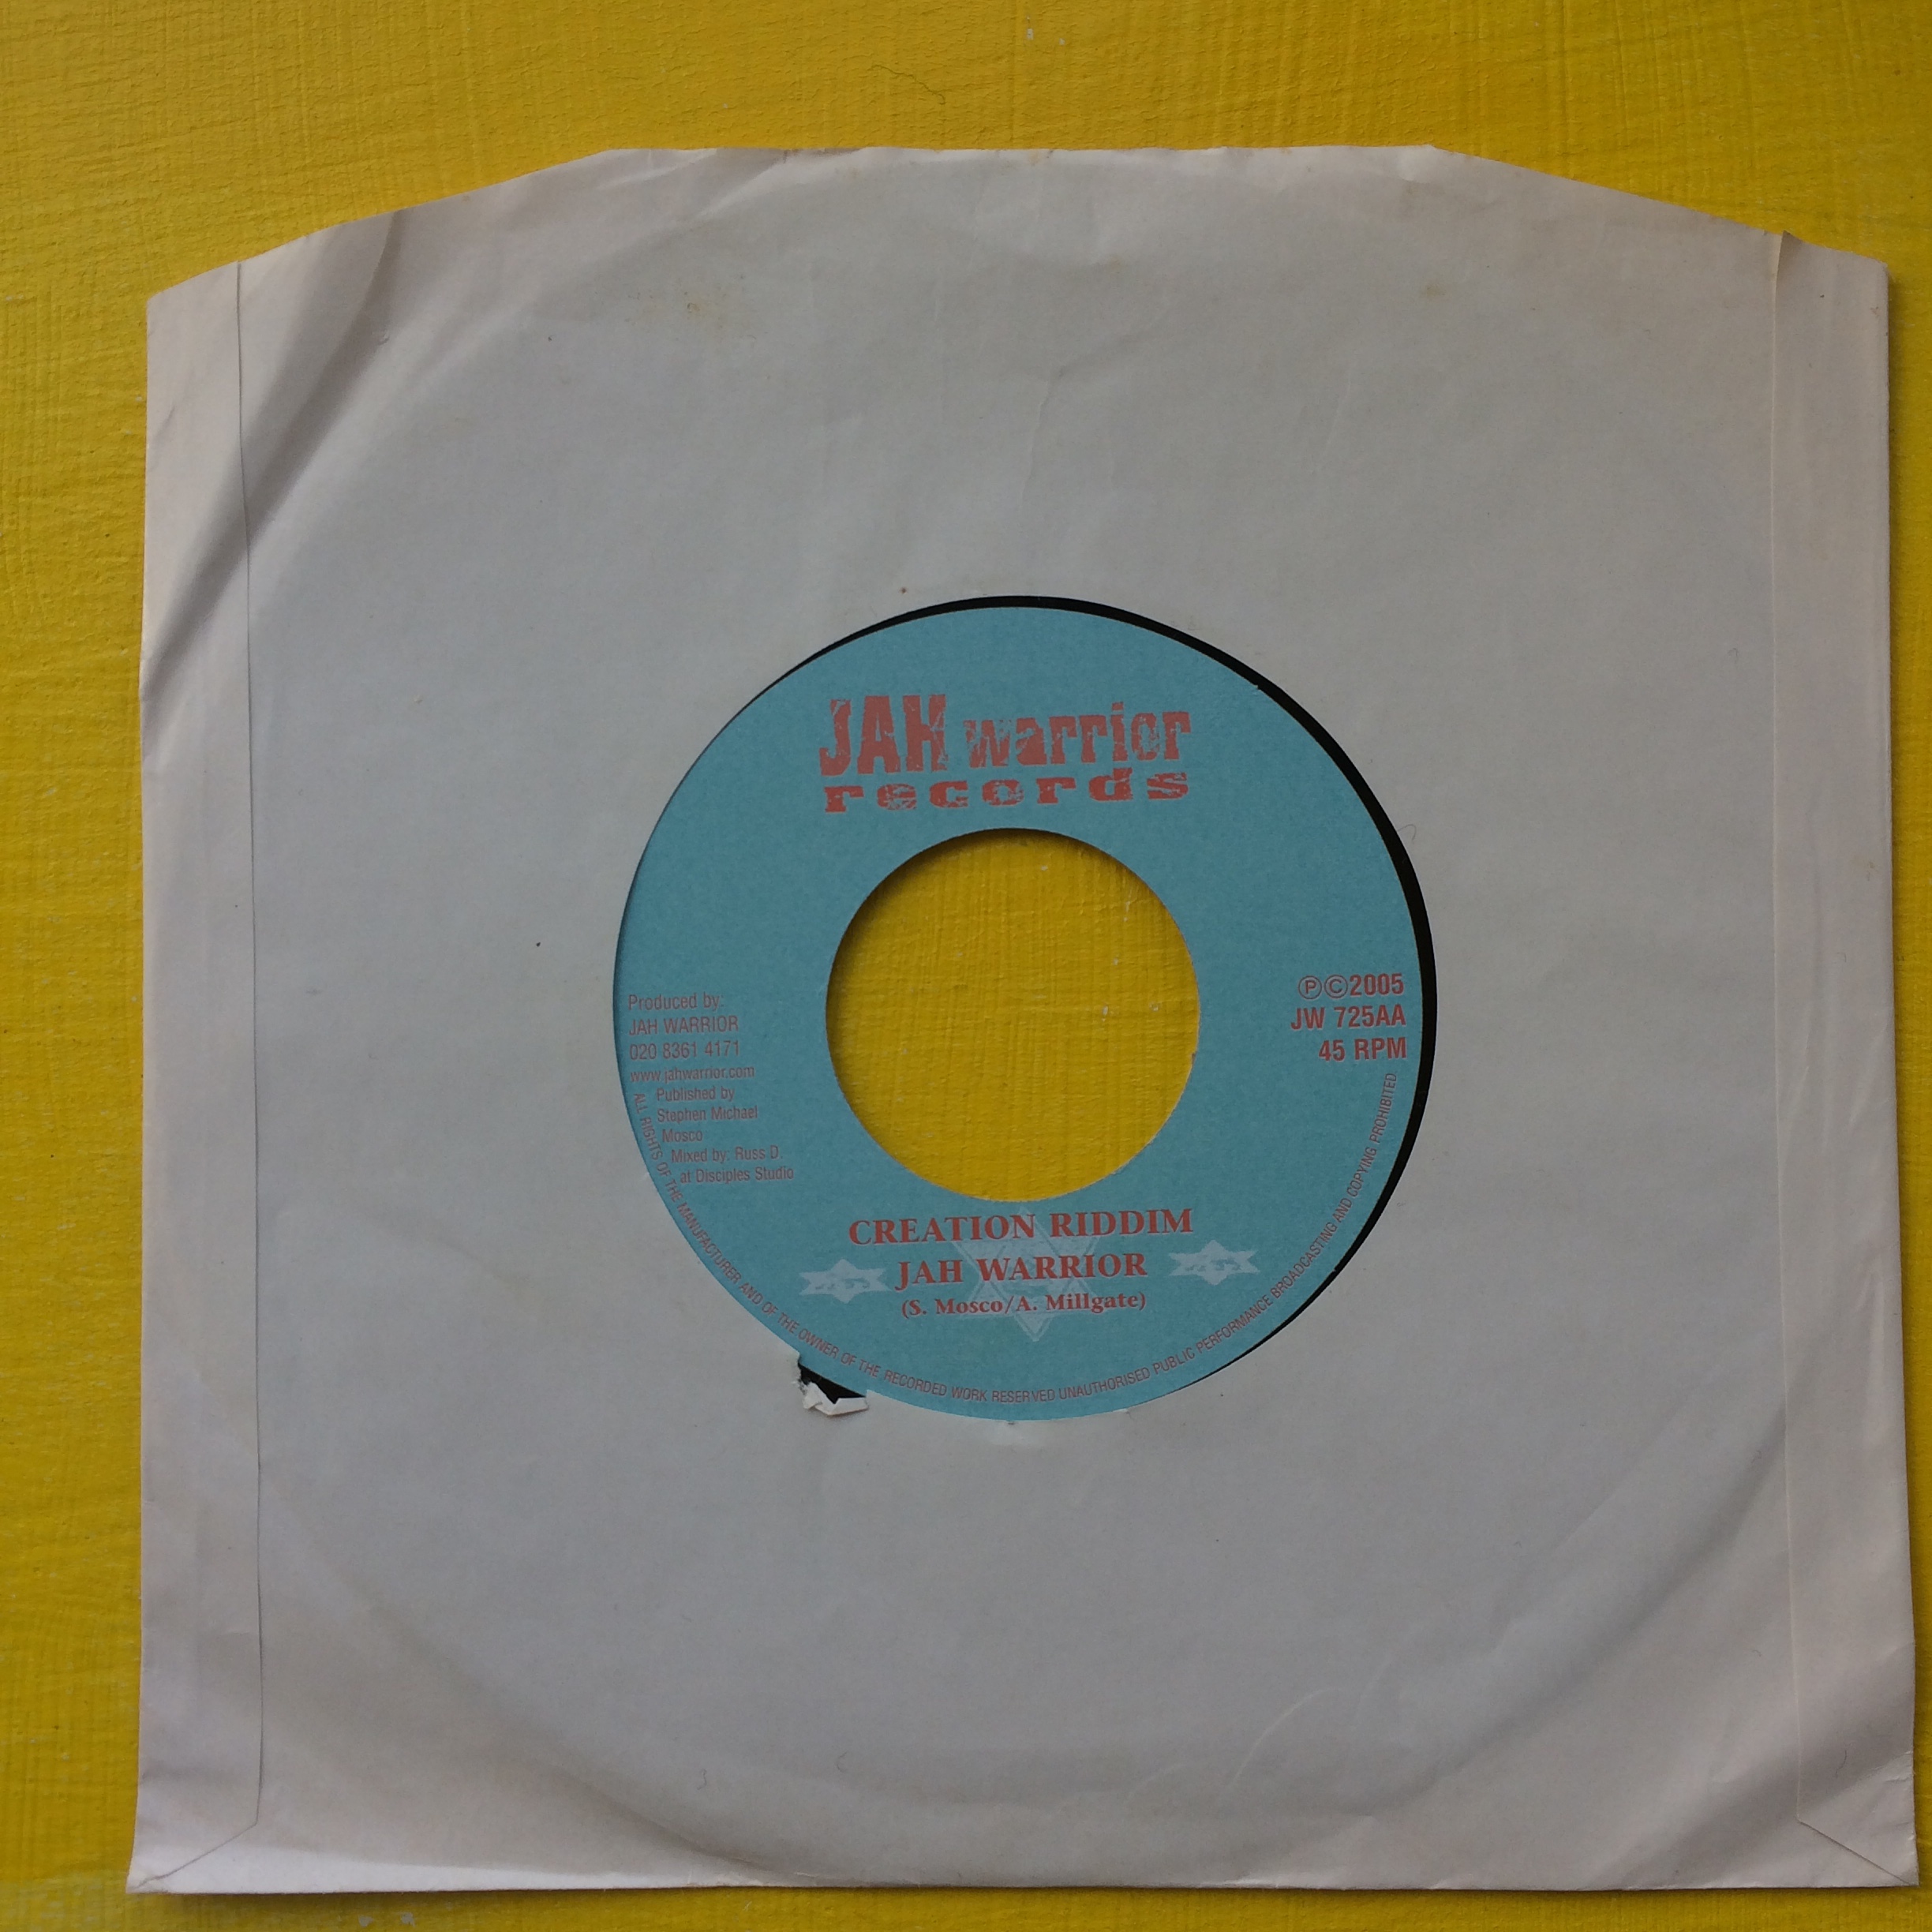 JAH warrior
records
Produced by:
JAH WARRIOR
020 8361 4171
www.jahwarrior.com
Published by
Stephen Michael
Mosco
Mixed by: Russ D.
at Disciples Studio
ⓅⒸ2005
JW 725AA
45 RPM
CREATION RIDDIM
JAH WARRIOR
(S. Mosco/A. Millgate)
ALL RIGHTS OF THE MANUFACTURER AND OF THE OWNER OF THE RECORDED WORK RESERVED UNAUTHORISED PUBLIC PERFORMANCE BROADCASTING AND COPYING PROHIBITED